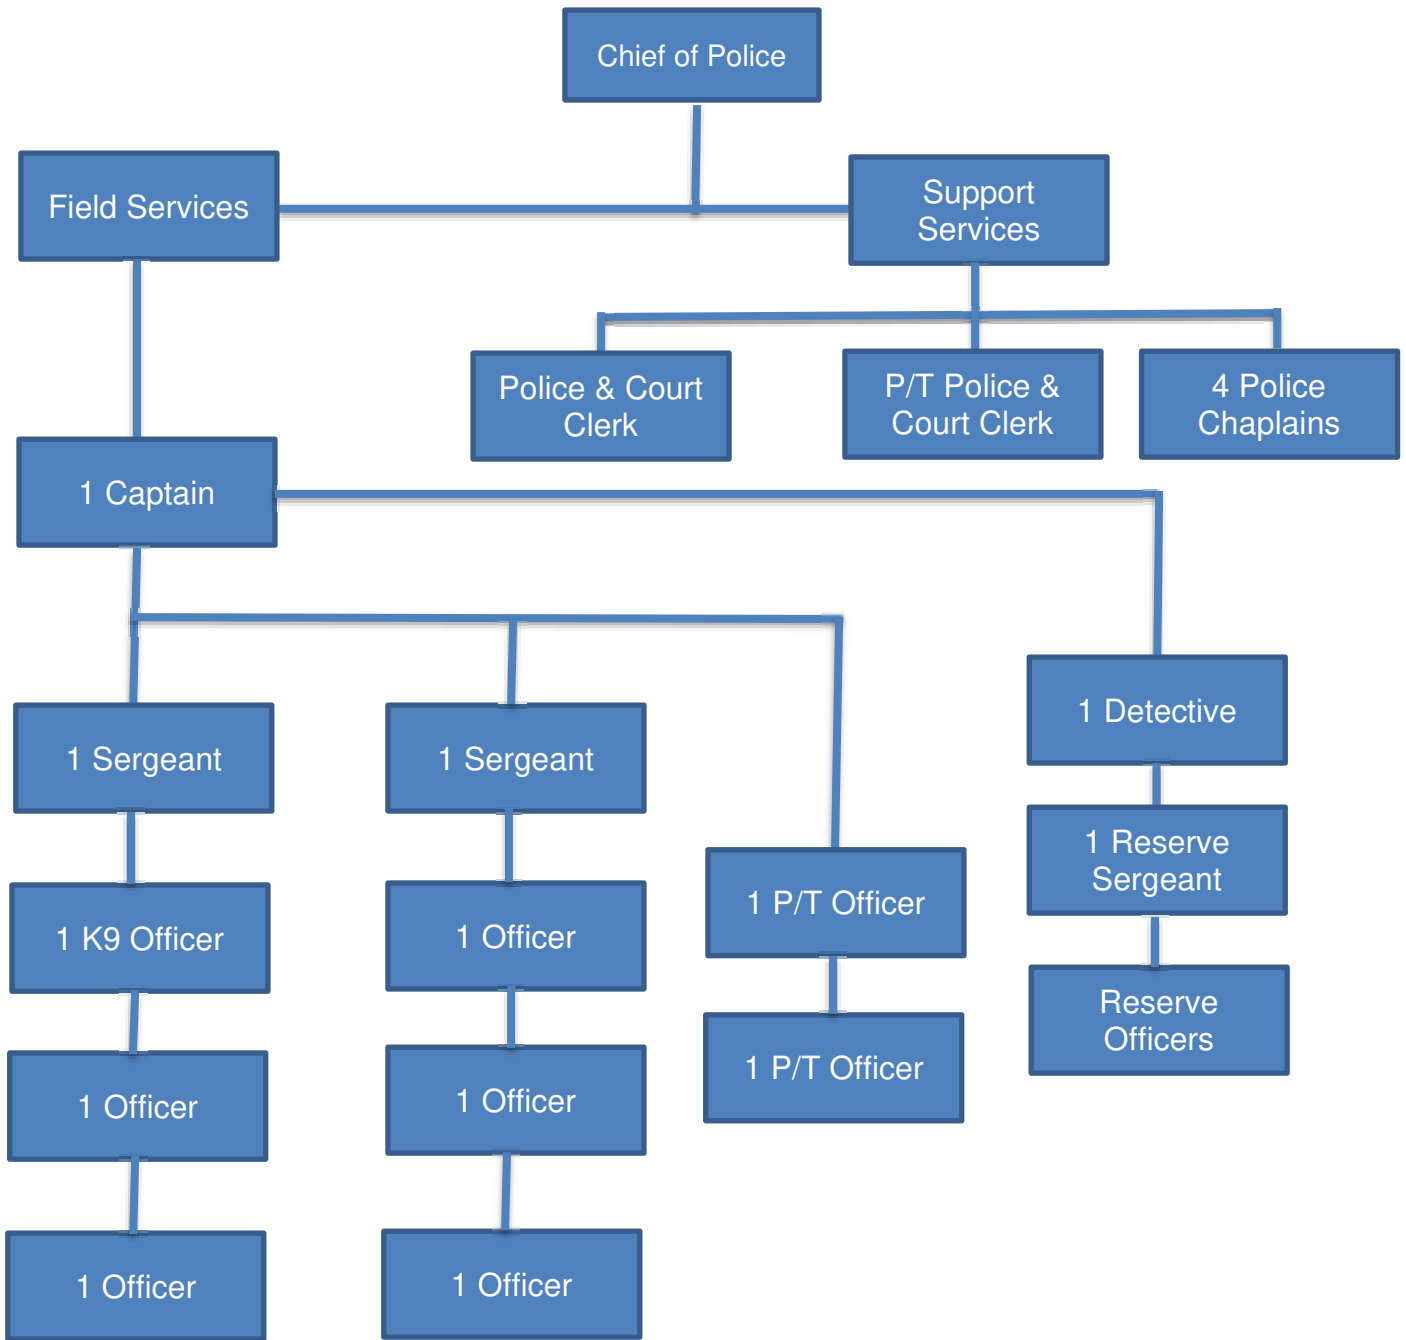 Chief of Police
Field Services
Support
Services
Police & Court
Clerk
P/T Police &
Court Clerk
4 Police
Chaplains
1 Captain
1 Detective
1 Sergeant
1 Sergeant
1 Reserve
Sergeant
1 P/T Officer
1 K9 Officer
1 Officer
Reserve
Officers
1 P/T Officer
1 Officer
1 Officer
1 Officer
1 Officer